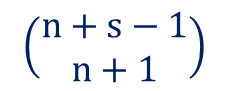 (n + s − 1
n + 1)